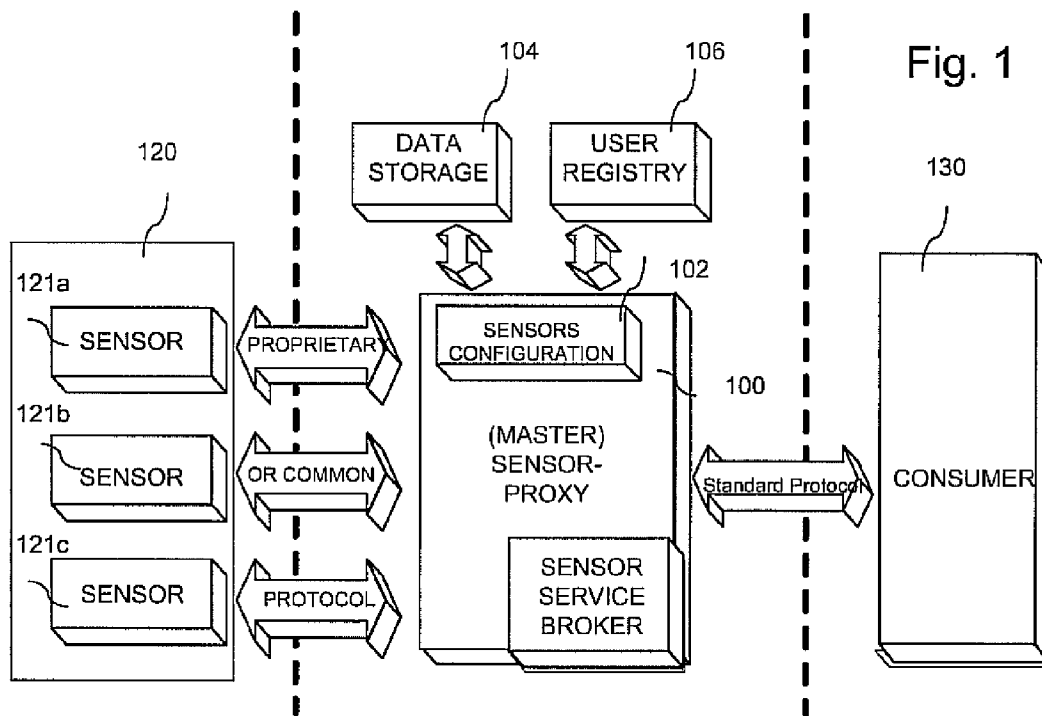 Fig. 1
104
106
DATA
STORAGE
USER
REGISTRY
120
130
102
121a
SENSOR
PROPRIETARY
SENSORS
CONFIGURATION
100
121b
SENSOR
OR COMMON
(MASTER)
SENSOR-
PROXY
Standard Protocol
CONSUMER
121c
SENSOR
PROTOCOL
SENSOR
SERVICE
BROKER